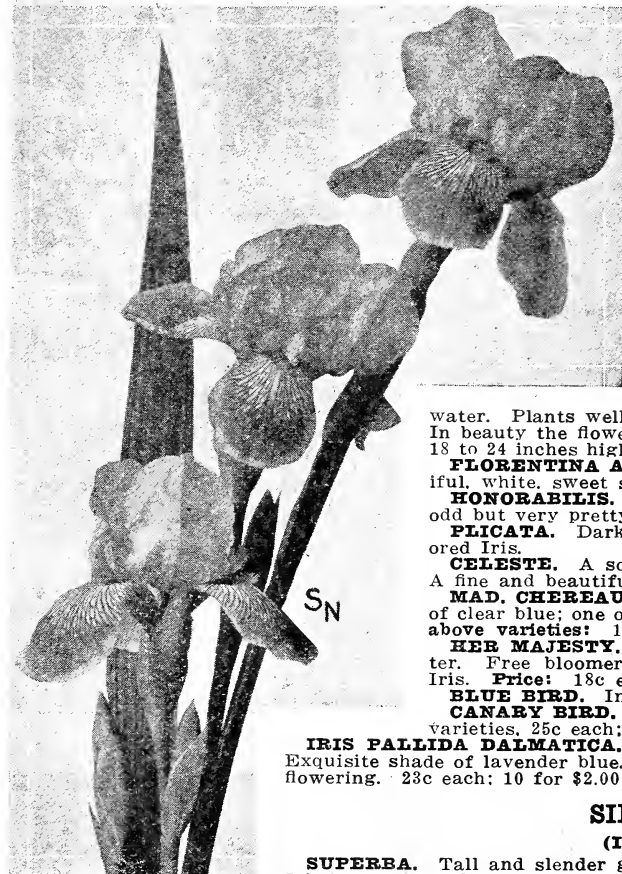 SN
water. Plants well
In beauty the flowe
18 to 24 inches high
FLORENTINA A
iful, white, sweet s
HONORABILIS.
odd but very pretty
PLICATA. Dark
ored Iris.
CELESTE. A so
A fine and beautifu
MAD. CHEREAU
of clear blue; one o
above varieties: 1
HER MAJESTY.
ter. Free bloomer
Iris. Price: 18c e
BLUE BIRD. In
CANARY BIRD.
varieties, 25c each;
IRIS PALLIDA DALMATICA.
Exquisite shade of lavender blue.
flowering. 23c each; 10 for $2.00
SI
(I
SUPERBA. Tall and slender g